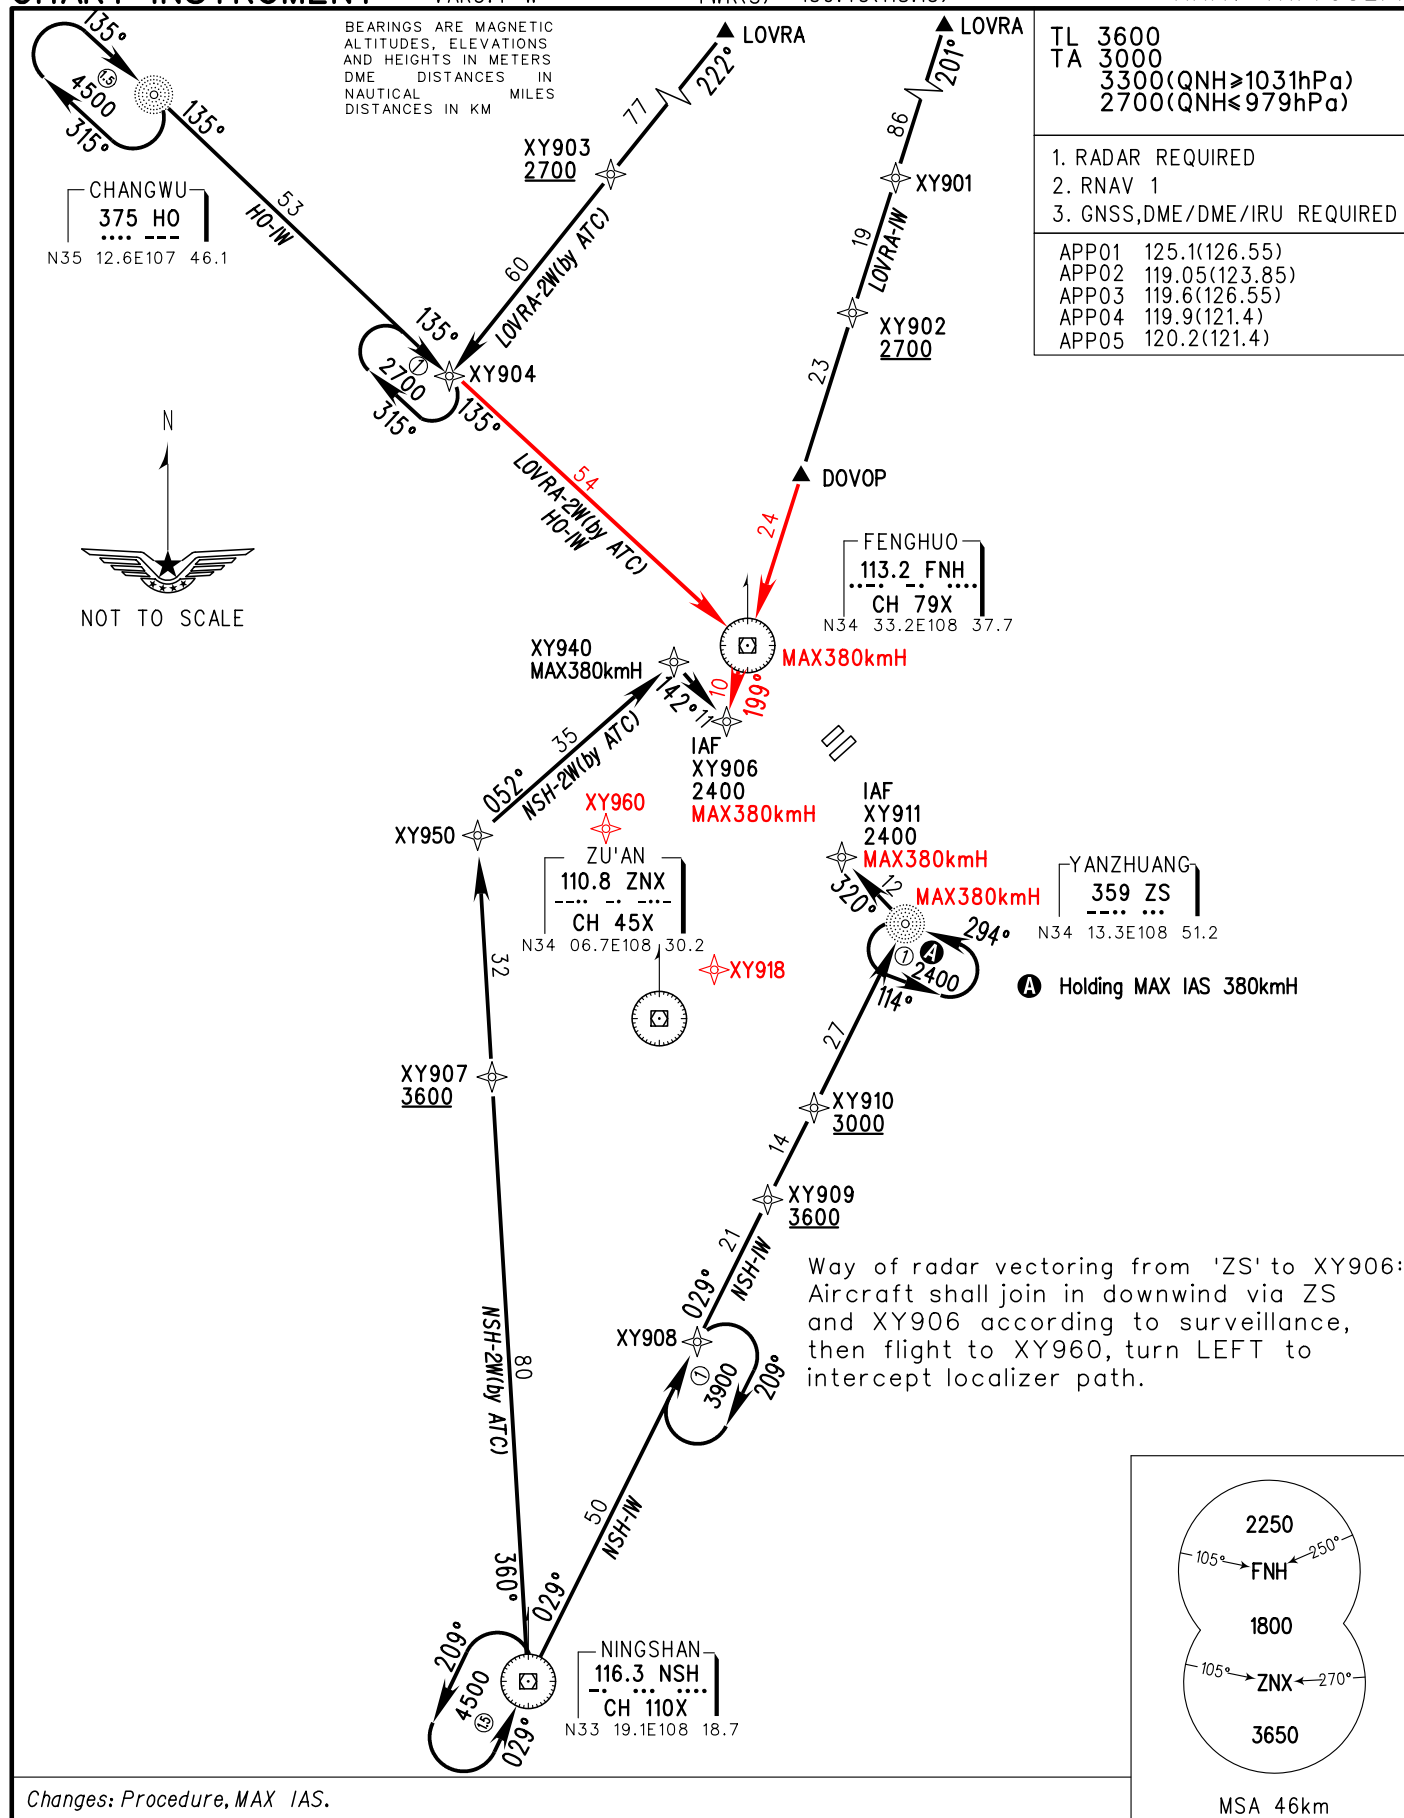 BEARINGS ARE MAGNETIC
ALTITUDES, ELEVATIONS
AND HEIGHTS IN METERS
DME DISTANCES IN
NAUTICAL MILES
DISTANCES IN KM
LOVRA
222°
77
LOVRA
201°
86
TL 3600
TA 3000
3300(QNH≥1031hPa)
2700(QNH≤979hPa)
1. RADAR REQUIRED
2. RNAV 1
3. GNSS,DME/DME/IRU REQUIRED
APP01 125.1(126.55)
APP02 119.05(123.85)
APP03 119.6(126.55)
APP04 119.9(121.4)
APP05 120.2(121.4)
135°
1.5
4500
315°
135°
CHANGWU
375 HO
N35 12.6E107 46.1
53
HO-1W
XY903
2700
60
LOVRA-2W(by ATC)
XY901
19
LOVRA-1W
XY902
2700
23
135°
1
2700
315°
XY904
135°
54
LOVRA-2W(by ATC)
HO-1W
N
NOT TO SCALE
DOVOP
24
FENGHUO
113.2 FNH
CH 79X
N34 33.2E108 37.7
MAX380kmH
10
199°
XY940
MAX380kmH
142°
11
IAF
XY906
2400
MAX380kmH
052°
35
NSH-2W(by ATC)
XY950
XY960
ZU'AN
110.8 ZNX
CH 45X
N34 06.7E108 30.2
IAF
XY911
2400
MAX380kmH
320°
12
MAX380kmH
YANZHUANG
359 ZS
N34 13.3E108 51.2
294°
1
A
2400
114°
A Holding MAX IAS 380kmH
XY918
32
XY907
3600
27
XY910
3000
14
XY909
3600
21
NSH-1W
029°
XY908
1
3900
209°
Way of radar vectoring from 'ZS' to XY906:
Aircraft shall join in downwind via ZS
and XY906 according to surveillance,
then flight to XY960, turn LEFT to
intercept localizer path.
80
NSH-2W(by ATC)
50
NSH-1W
360°
029°
209°
4500
1.5
029°
NINGSHAN
116.3 NSH
CH 110X
N33 19.1E108 18.7
2250
105°
FNH
250°
1800
105°
ZNX
270°
3650
MSA 46km
Changes: Procedure, MAX IAS.